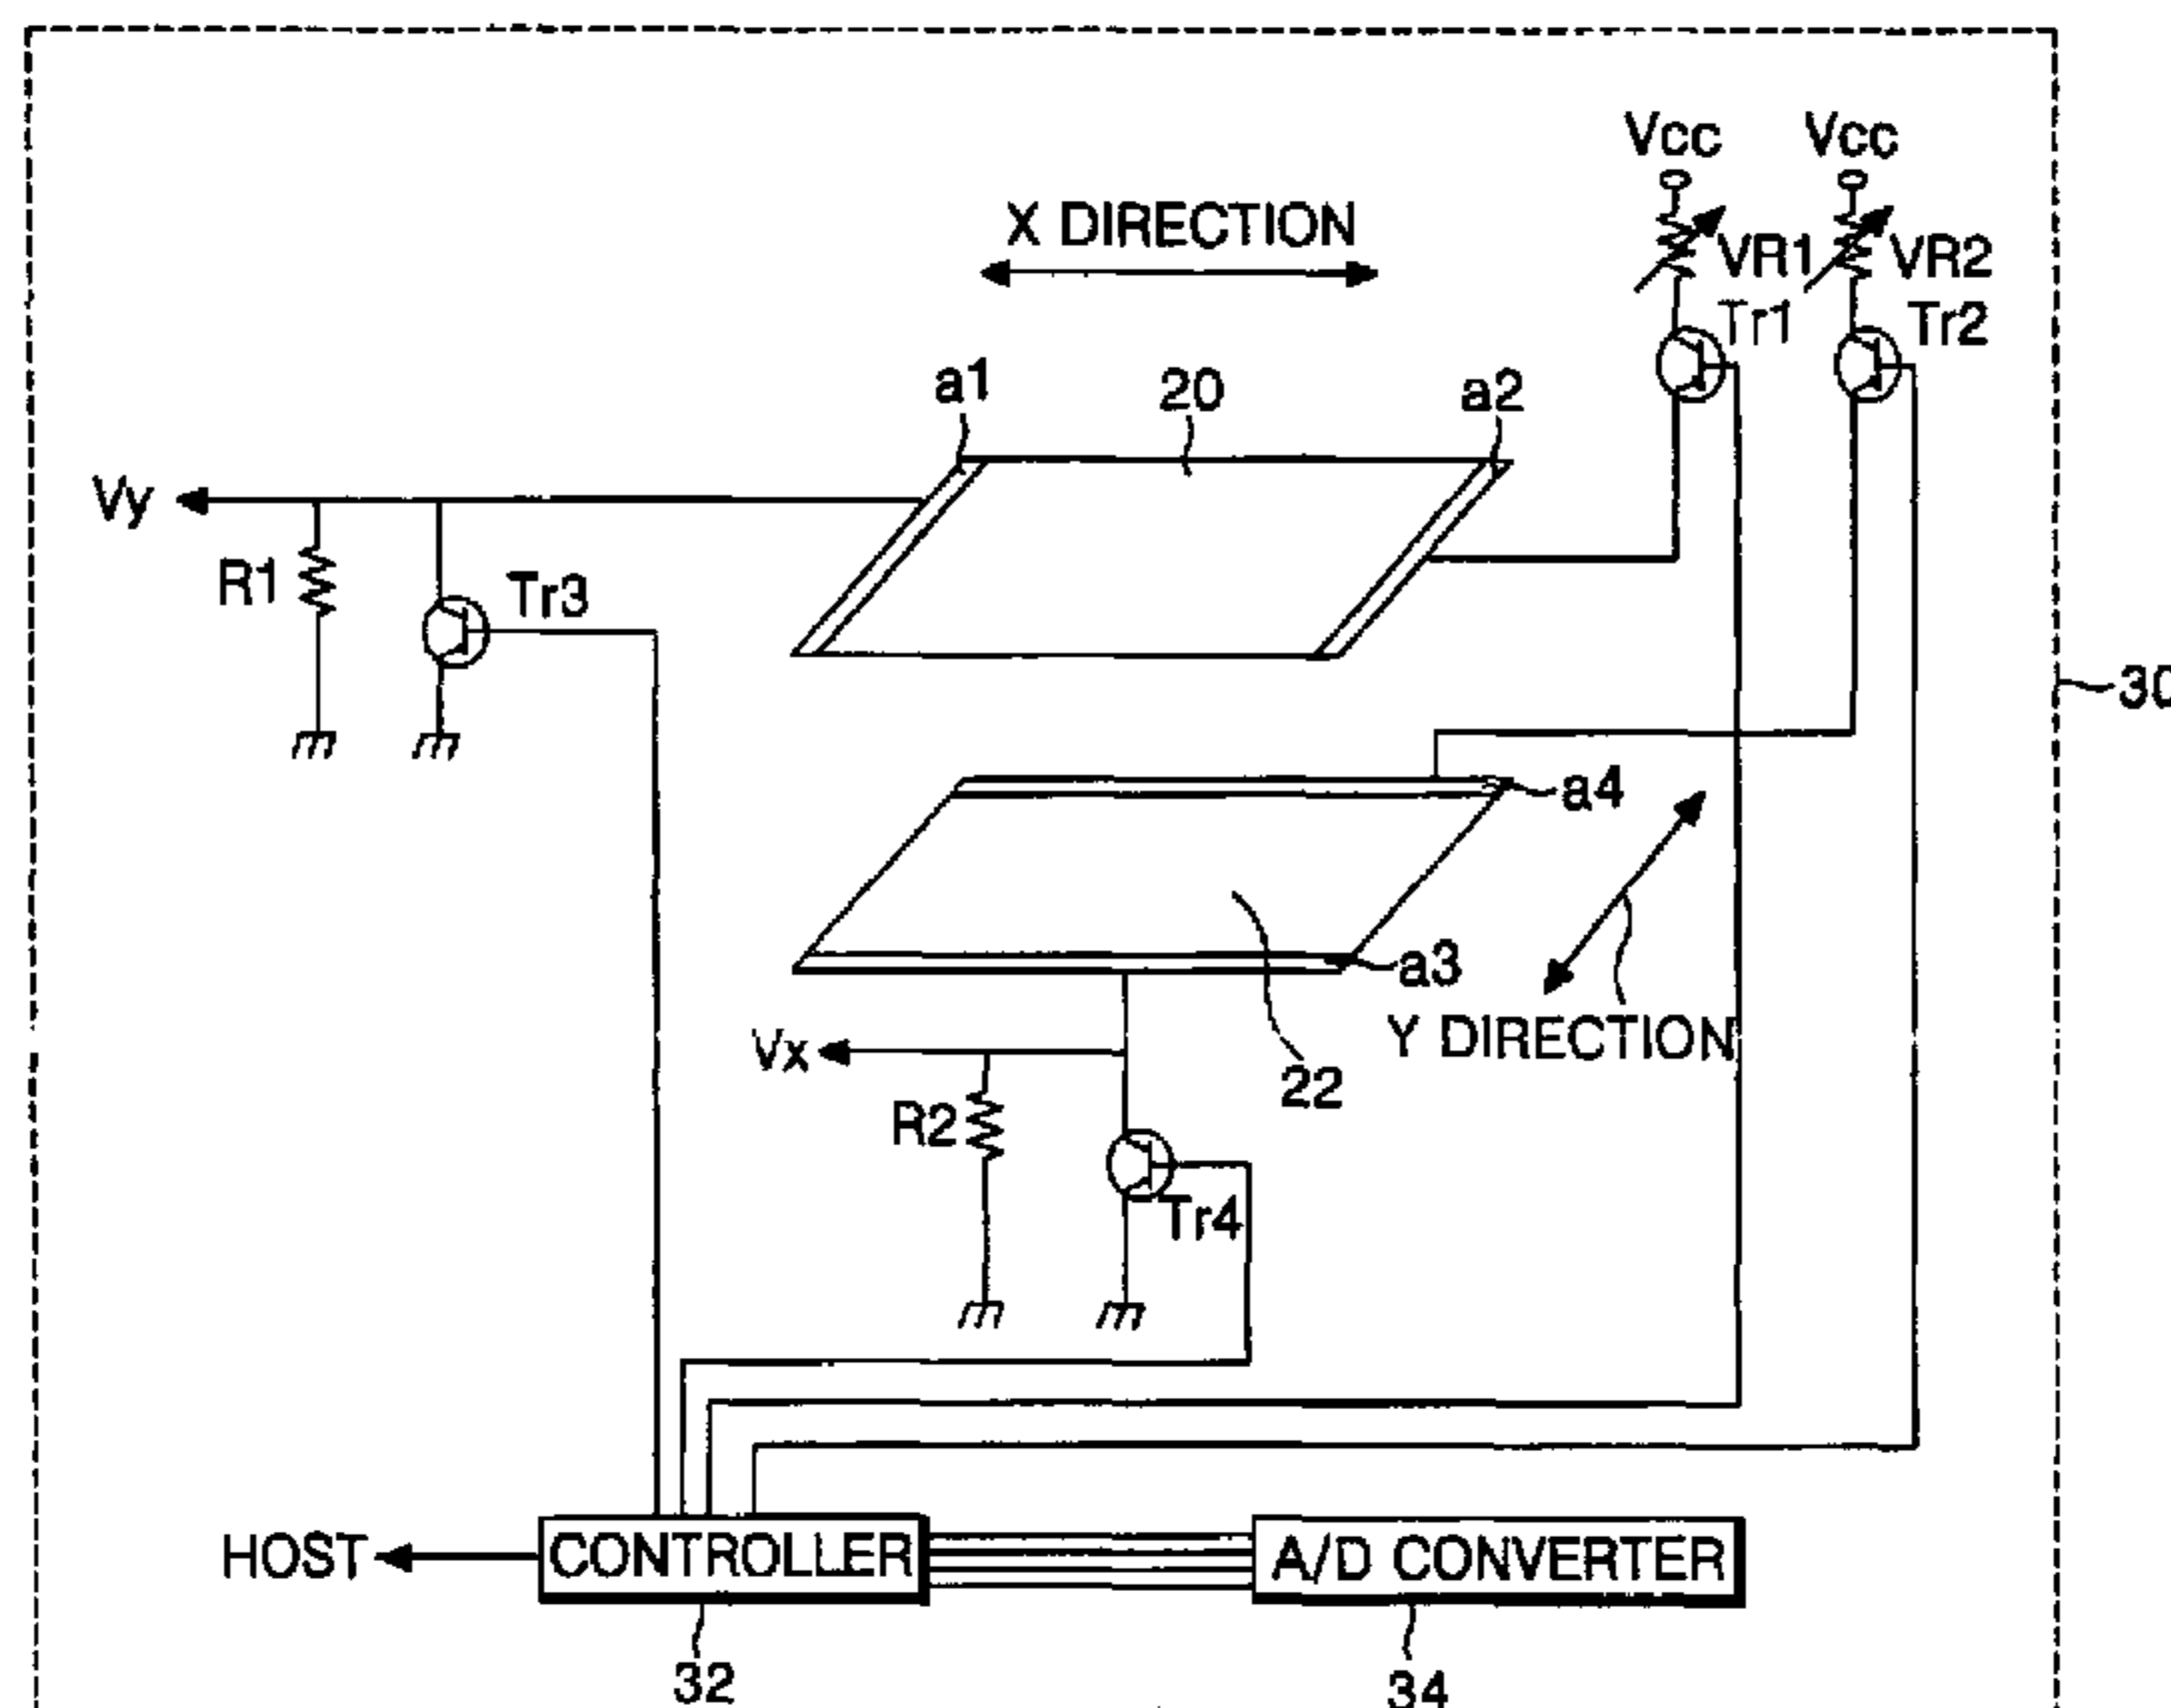 Vcc Vcc
X DIRECTION
VR1 VR2
Tr1 Tr2
a1 20 a2
Vy
R1 Tr3
30
a4
a3
Y DIRECTION
Vx
22
R2
Tr4
HOST CONTROLLER A/D CONVERTER
32 34